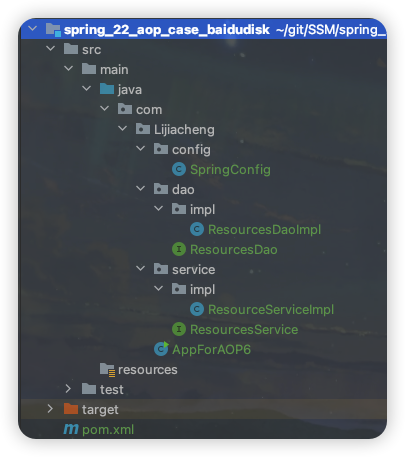 spring_22_aop_case_baidudisk ~/git/SSM/spring_
src
main
java
com
Lijiacheng
config
SpringConfig
dao
impl
ResourcesDaoImpl
ResourcesDao
service
impl
ResourceServiceImpl
ResourcesService
AppForAOP6
resources
test
target
pom.xml